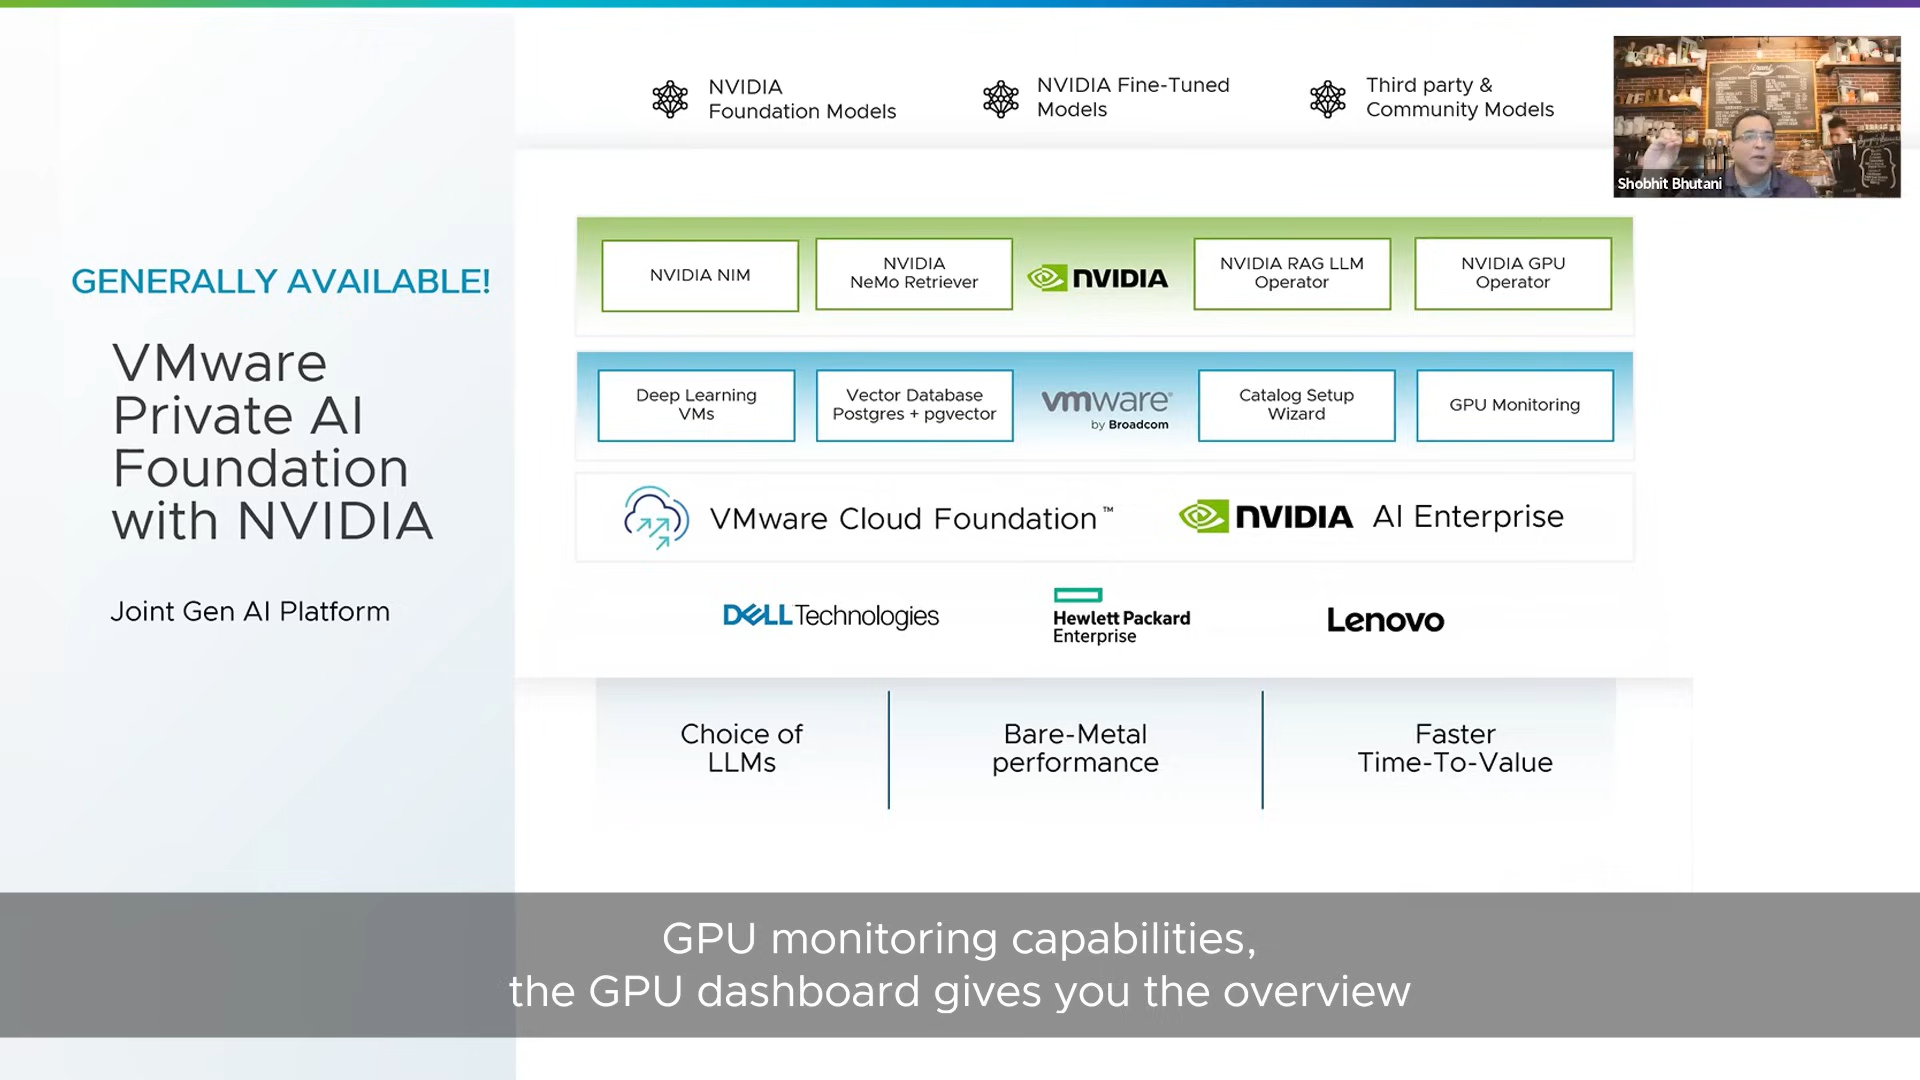 GENERALLY AVAILABLE!
VMware
Private AI
Foundation
with NVIDIA
Joint Gen AI Platform
NVIDIA
Foundation Models
NVIDIA Fine-Tuned
Models
Third party &
Community Models
Shobhit Bhutani
NVIDIA NIM
NVIDIA
NeMo Retriever
NVIDIA
NVIDIA RAG LLM
Operator
NVIDIA GPU
Operator
Deep Learning
VMs
Vector Database
Postgres + pgvector
vmware®
by Broadcom
Catalog Setup
Wizard
GPU Monitoring
VMware Cloud Foundation™
NVIDIA AI Enterprise
DELL Technologies
Hewlett Packard
Enterprise
Lenovo
Choice of
LLMs
Bare-Metal
performance
Faster
Time-To-Value
GPU monitoring capabilities,
the GPU dashboard gives you the overview